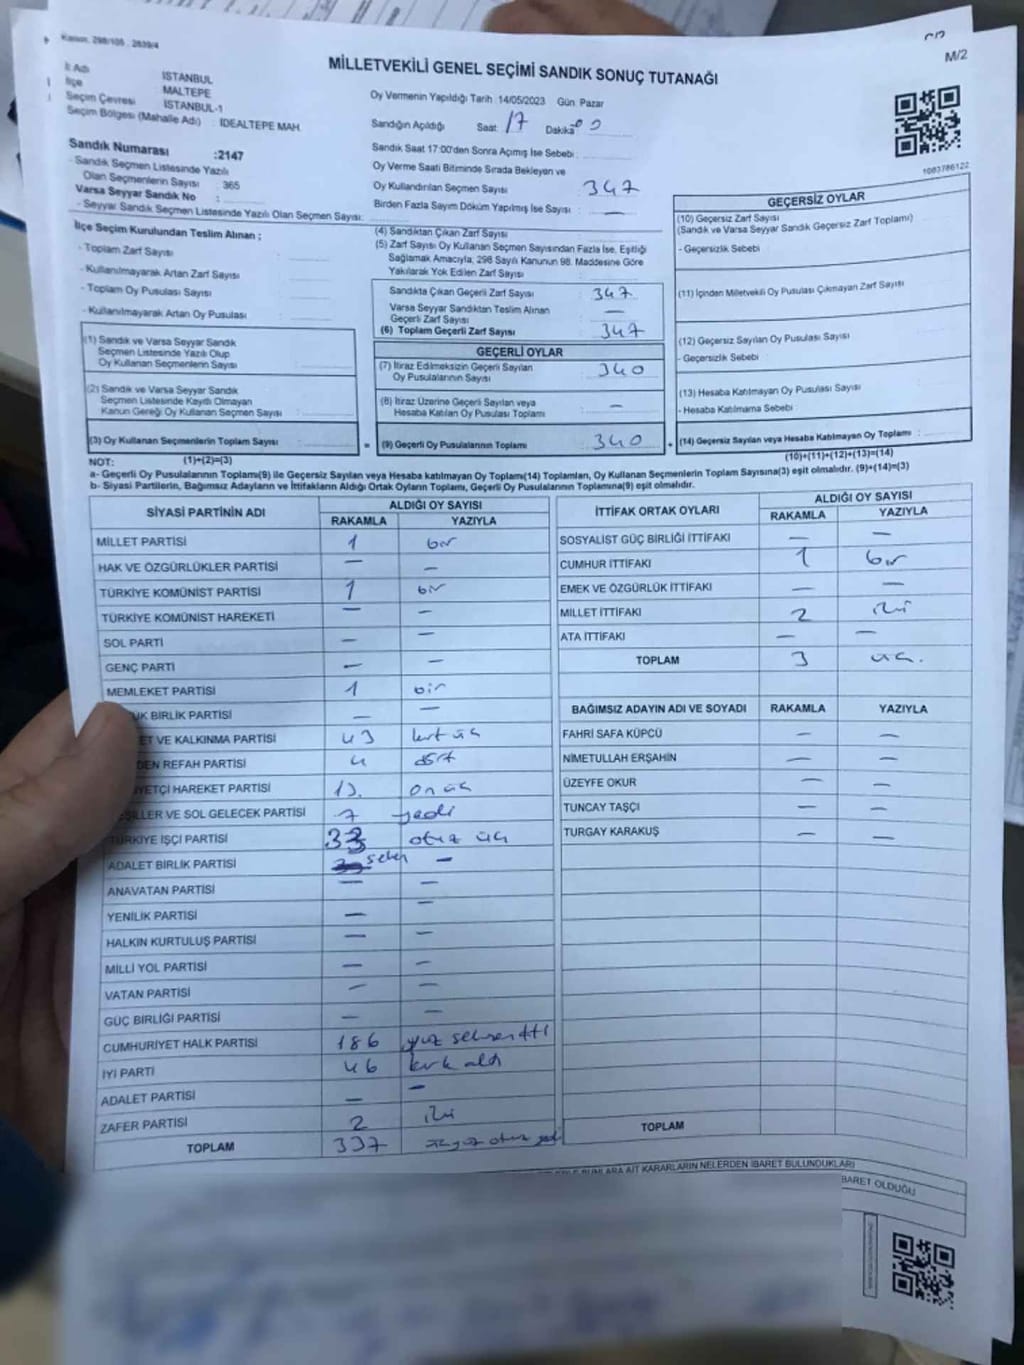 Kanun: 298/105 , 2839/4
M/2
MİLLETVEKİLİ GENEL SEÇİMİ SANDIK SONUÇ TUTANAĞI
İl Adı İSTANBUL
İlçe MALTEPE
Seçim Çevresi İSTANBUL-1
Seçim Bölgesi (Mahalle Adı) : İDEALTEPE MAH.
Sandık Numarası :2147
- Sandık Seçmen Listesinde Yazılı
Olan Seçmenlerin Sayısı : 365
Varsa Seyyar Sandık No :
- Seyyar Sandık Seçmen Listesinde Yazılı Olan Seçmen Sayısı:
Oy Vermenin Yapıldığı Tarih :14/05/2023 Gün: Pazar
Sandığın Açıldığı Saat: 17 Dakika: 00
Sandık Saat 17:00'den Sonra Açımış İse Sebebi :
Oy Verme Saati Bitiminde Sırada Bekleyen ve
Oy Kullandırılan Seçmen Sayısı 347
Birden Fazla Sayım Döküm Yapılmış İse Sayısı : —
1083786122
İlçe Seçim Kurulundan Teslim Alınan ;
- Toplam Zarf Sayısı :
- Kullanılmayarak Artan Zarf Sayısı :
- Toplam Oy Pusulası Sayısı :
- Kullanılmayarak Artan Oy Pusulası :
(4) Sandıktan Çıkan Zarf Sayısı :
(5) Zarf Sayısı Oy Kullanan Seçmen Sayısından Fazla İse, Eşitliği
Sağlamak Amacıyla, 298 Sayılı Kanunun 98. Maddesine Göre
Yakılarak Yok Edilen Zarf Sayısı :
Sandıkta Çıkan Geçerli Zarf Sayısı : 347
Varsa Seyyar Sandıktan Teslim Alınan
Geçerli Zarf Sayısı : —
(6) Toplam Geçerli Zarf Sayısı : 347
GEÇERSİZ OYLAR
(10) Geçersiz Zarf Sayısı :
(Sandık ve Varsa Seyyar Sandık Geçersiz Zarf Toplamı)
- Geçersizlik Sebebi :
(11) İçinden Milletvekili Oy Pusulası Çıkmayan Zarf Sayısı :
(12) Geçersiz Sayılan Oy Pusulası Sayısı :
- Geçersizlik Sebebi :
(13) Hesaba Katılmayan Oy Pusulası Sayısı :
- Hesaba Katılmama Sebebi :
(14) Geçersiz Sayılan veya Hesaba Katılmayan Oy Toplamı :
(10)+(11)+(12)+(13)=(14)
(1) Sandık ve Varsa Seyyar Sandık
Seçmen Listesinde Yazılı Olup
Oy Kullanan Seçmenlerin Sayısı :
(2) Sandık ve Varsa Seyyar Sandık
Seçmen Listesinde Kayıtlı Olmayan
Kanun Gereği Oy Kullanan Seçmen Sayısı :
(3) Oy Kullanan Seçmenlerin Toplam Sayısı :
GEÇERLİ OYLAR
(7) İtiraz Edilmeksizin Geçerli Sayılan
Oy Pusulalarının Sayısı : 340
(8) İtiraz Üzerine Geçerli Sayılan veya
Hesaba Katılan Oy Pusulası Toplamı : —
= (9) Geçerli Oy Pusulalarının Toplamı : 340 +
NOT: (1)+(2)=(3)
a- Geçerli Oy Pusulalarının Toplamı(9) ile Geçersiz Sayılan veya Hesaba katılmayan Oy Toplamı(14) Toplamları, Oy Kullanan Seçmenlerin Toplam Sayısına(3) eşit olmalıdır. (9)+(14)=(3)
b- Siyasi Partilerin, Bağımsız Adayların ve İttifakların Aldığı Ortak Oyların Toplamı, Geçerli Oy Pusulalarının Toplamına(9) eşit olmalıdır.
SİYASİ PARTİNİN ADI ALDIĞI OY SAYISI
RAKAMLA YAZIYLA
MİLLET PARTİSİ 1 bir
HAK VE ÖZGÜRLÜKLER PARTİSİ — —
TÜRKİYE KOMÜNİST PARTİSİ 1 bir
TÜRKİYE KOMÜNİST HAREKETİ — —
SOL PARTİ — —
GENÇ PARTİ — —
MEMLEKET PARTİSİ 1 bir
BİRLİK PARTİSİ — —
ET VE KALKINMA PARTİSİ 43 kırk üç
DEN REFAH PARTİSİ 4 dört
YETÇİ HAREKET PARTİSİ 13. on üç
ŞİLLER VE SOL GELECEK PARTİSİ 7 yedi
TÜRKİYE İŞÇİ PARTİSİ 33 otuz üç
ADALET BİRLİK PARTİSİ —
ANAVATAN PARTİSİ — —
YENİLİK PARTİSİ — —
HALKIN KURTULUŞ PARTİSİ — —
MİLLİ YOL PARTİSİ — —
VATAN PARTİSİ — —
GÜÇ BİRLİĞİ PARTİSİ — —
CUMHURİYET HALK PARTİSİ 186 yüz seksen altı
İYİ PARTİ 46 kırk altı
ADALET PARTİSİ — —
ZAFER PARTİSİ 2 iki
TOPLAM 337 üçyüz otuz yedi
İTTİFAK ORTAK OYLARI ALDIĞI OY SAYISI
RAKAMLA YAZIYLA
SOSYALİST GÜÇ BİRLİĞİ İTTİFAKI — —
CUMHUR İTTİFAKI 1 bir
EMEK VE ÖZGÜRLÜK İTTİFAKI — —
MİLLET İTTİFAKI 2 iki
ATA İTTİFAKI — —
TOPLAM 3 üç.
BAĞIMSIZ ADAYIN ADI VE SOYADI RAKAMLA YAZIYLA
FAHRİ SAFA KÜPCÜ — —
NİMETULLAH ERŞAHİN — —
ÜZEYFE OKUR — —
TUNCAY TAŞÇI — —
TURGAY KARAKUŞ — —
TOPLAM
BUNLARA AİT KARARLARIN NELERDEN İBARET BULUNDUKLARI
İBARET OLDUĞU